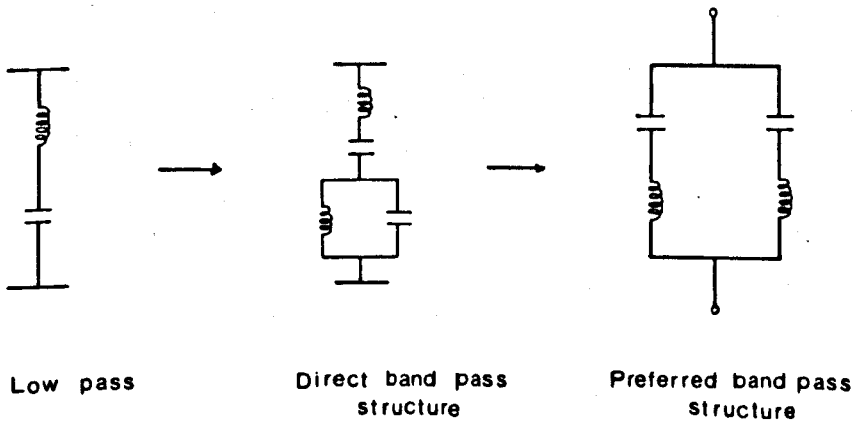 Low pass
Direct band pass
structure
Preferred band pass
structure